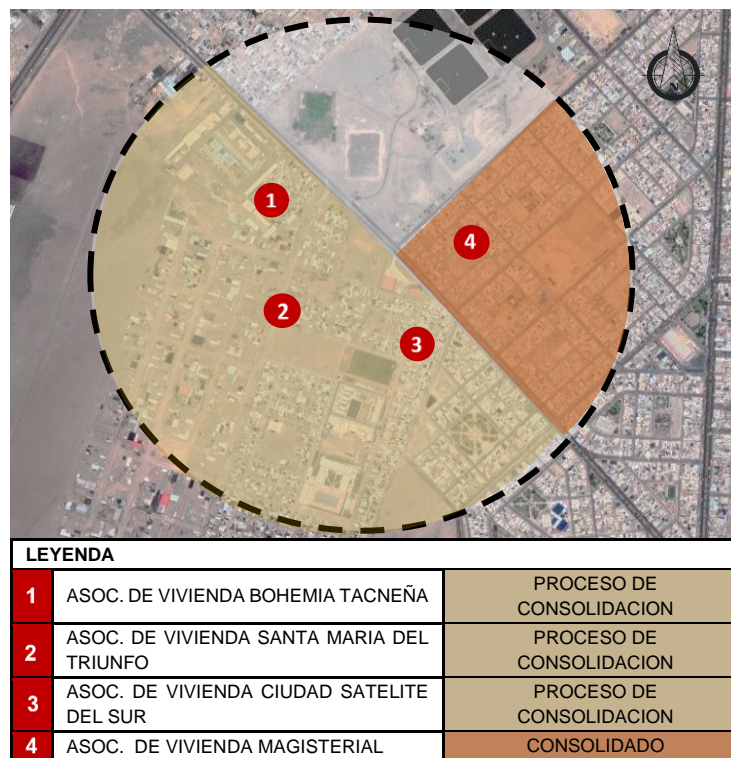 N
1
4
2
3
LEYENDA
1 ASOC. DE VIVIENDA BOHEMIA TACNEÑA PROCESO DE
CONSOLIDACION
2 ASOC. DE VIVIENDA SANTA MARIA DEL
TRIUNFO
PROCESO DE
CONSOLIDACION
3 ASOC. DE VIVIENDA CIUDAD SATELITE
DEL SUR
PROCESO DE
CONSOLIDACION
4 ASOC. DE VIVIENDA MAGISTERIAL CONSOLIDADO